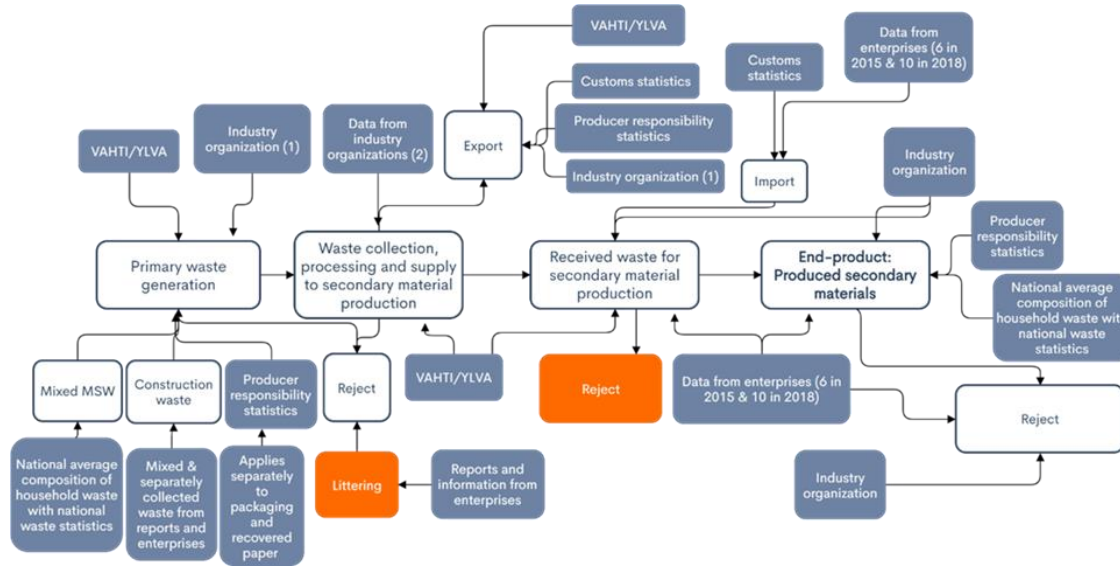 VAHTI/YLVA
Data from
enterprises (6 in
2015 & 10 in 2018)
Customs
statistics
Customs statistics
Industry
organization (1)
Data from
industry
organizations (2)
Producer responsibility
statistics
VAHTI/YLVA
Export
Industry
organization
Industry organization (1)
Import
Producer
responsibility
statistics
Primary waste
generation
Waste collection,
processing and supply
to secondary material
production
Received waste for
secondary material
production
End-product:
Produced secondary
materials
National average
composition of
household waste with
national waste
statistics
Mixed MSW
Construction
waste
Producer
responsibility
statistics
Reject
VAHTI/YLVA
Reject
Data from enterprises (6 in
2015 & 10 in 2018)
Reject
National average
composition of
household waste
with national
waste statistics
Mixed &
separately
collected
waste from
reports and
enterprises
Applies
separately to
packaging
and
recovered
paper
Littering
Reports and
information from
enterprises
Industry
organization